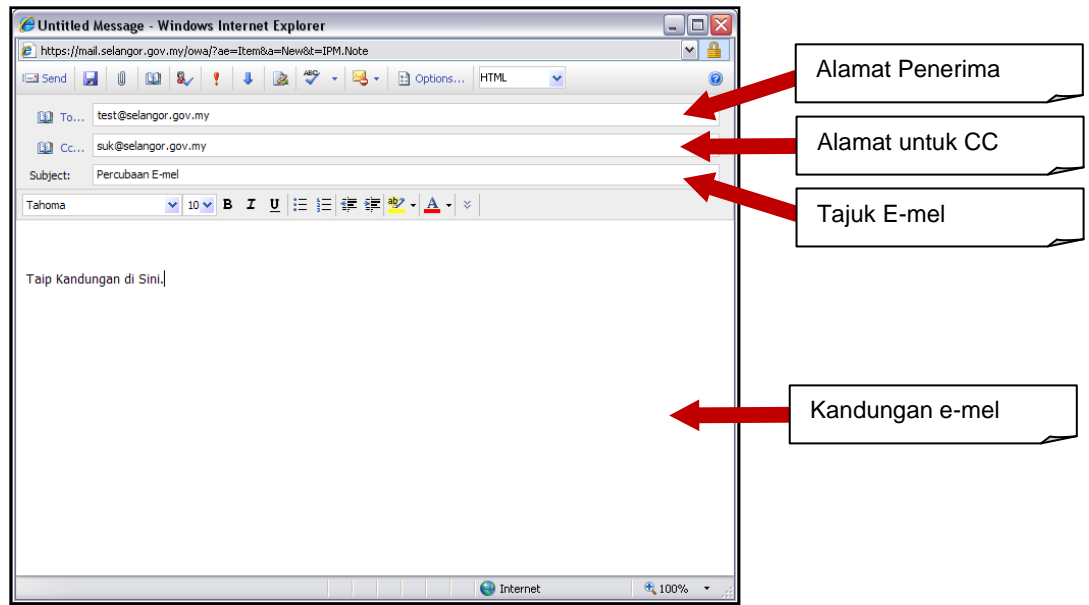 Untitled Message - Windows Internet Explorer
https://mail.selangor.gov.my/owa/?ae=Item&a=New&t=IPM.Note
Send Options... HTML
To... test@selangor.gov.my
Cc... suk@selangor.gov.my
Subject: Percubaan E-mel
Tahoma 10 B I U A
Taip Kandungan di Sini.
Internet 100%
Alamat Penerima
Alamat untuk CC
Tajuk E-mel
Kandungan e-mel